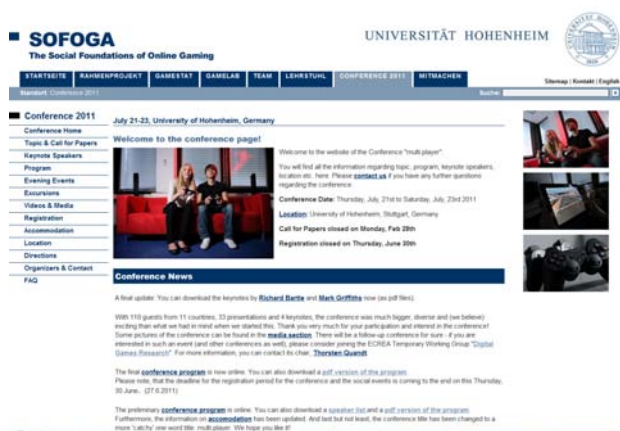 SOFOGA
The Social Foundations of Online Gaming
UNIVERSITÄT HOHENHEIM
STARTSEITE RAHMENPROJEKT GAMESTAT GAMELAB TEAM LEHRSTUHL CONFERENCE 2011 MITMACHEN
Sitemap | Kontakt | English
Standort: Conference 2011
Suche:
Conference 2011
Conference Home
Topic & Call for Papers
Keynote Speakers
Program
Evening Events
Excursions
Videos & Media
Registration
Accommodation
Location
Directions
Organizers & Contact
FAQ
July 21-23, University of Hohenheim, Germany
Welcome to the conference page!
Welcome to the website of the Conference "multi.player".
You will find all the information regarding topic, program, keynote speakers,
location etc. here. Please contact us if you have any further questions
regarding the conference.
Conference Date: Thursday, July, 21st to Saturday, July, 23rd 2011
Location: University of Hohenheim, Stuttgart, Germany
Call for Papers closed on Monday, Feb 28th
Registration closed on Thursday, June 30th
Conference News
A final update: You can download the keynotes by Richard Bartle and Mark Griffiths now (as pdf files).
With 110 guests from 11 countries, 33 presentations and 4 keynotes, the conference was much bigger, diverse and (we believe)
exciting than what we had in mind when we started this. Thank you very much for your participation and interest in the conference!
Some pictures of the conference can be found in the media section. There will be a follow-up conference for sure - if you are
interested in such an event (and other conferences as well), please consider joining the ECREA Temporary Working Group "Digital
Games Research". For more information, you can contact its chair, Thorsten Quandt.
The final conference program is now online. You can also download a pdf version of the program.
Please note, that the deadline for the registration period for the conference and the social events is coming to the end on this Thursday,
30.June. (27.6.2011)
The preliminary conference program is online. You can also download a speaker list and a pdf version of the program.
Furthermore, the information on accomodation has been updated. And last but not least, the conference title has been changed to a
more 'catchy' one word title: multi.player. We hope you like it!